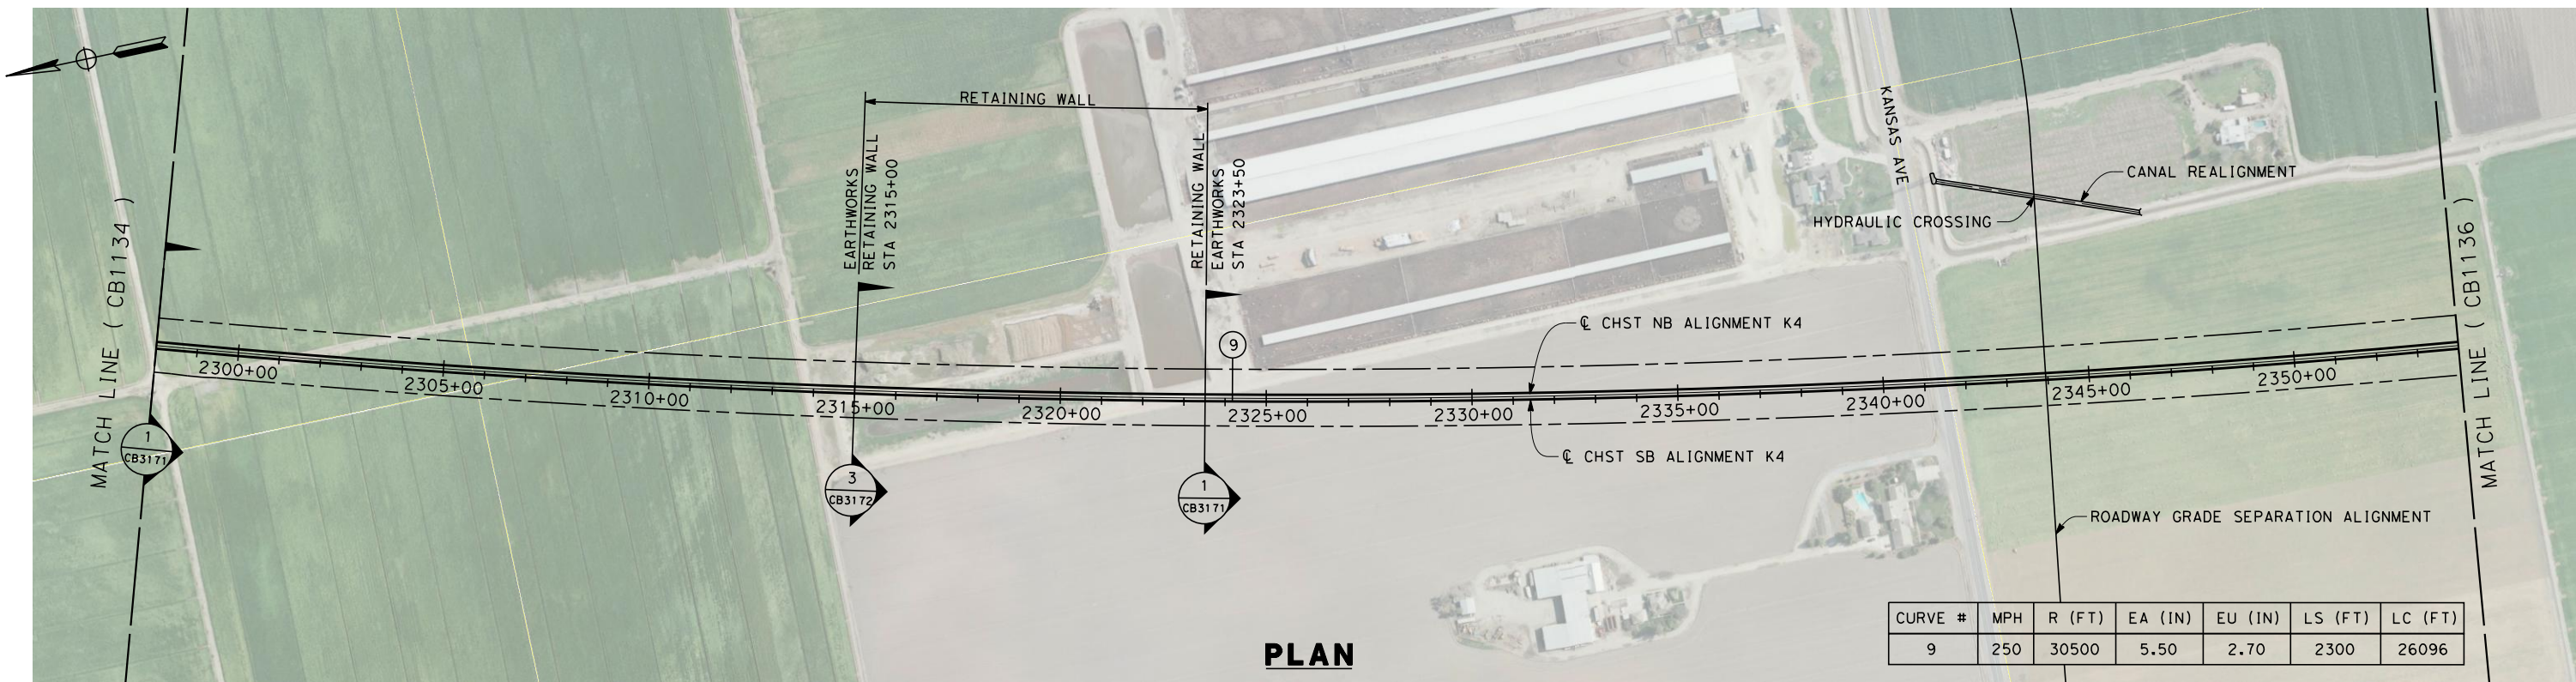 RETAINING WALL
EARTHWORKS
RETAINING WALL
STA 2315+00
RETAINING WALL
EARTHWORKS
STA 2323+50
KANSAS AVE
CANAL REALIGNMENT
HYDRAULIC CROSSING
MATCH LINE ( CB1134 )
MATCH LINE ( CB1136 )
9
℄ CHST NB ALIGNMENT K4
2300+00
2305+00
2310+00
2315+00
2320+00
2325+00
2330+00
2335+00
2340+00
2345+00
2350+00
℄ CHST SB ALIGNMENT K4
1
CB3171
3
CB3172
1
CB3171
ROADWAY GRADE SEPARATION ALIGNMENT
PLAN
CURVE # MPH R (FT) EA (IN) EU (IN) LS (FT) LC (FT)
9 250 30500 5.50 2.70 2300 26096